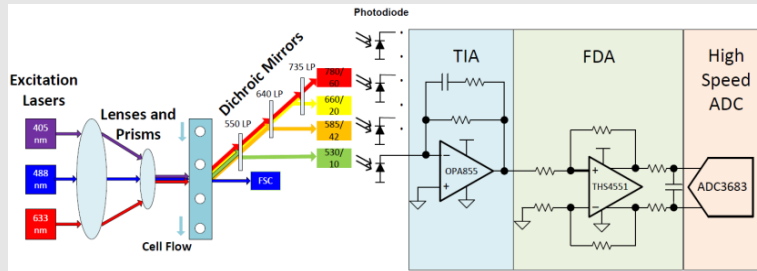 Photodiode
Excitation
Lasers
405
nm
488
nm
633
nm
Lenses and
Prisms
Cell Flow
Dichroic Mirrors
550 LP
640 LP
735 LP
780/
60
660/
20
585/
42
530/
10
FSC
TIA
OPA855
FDA
THS4551
High
Speed
ADC
ADC3683